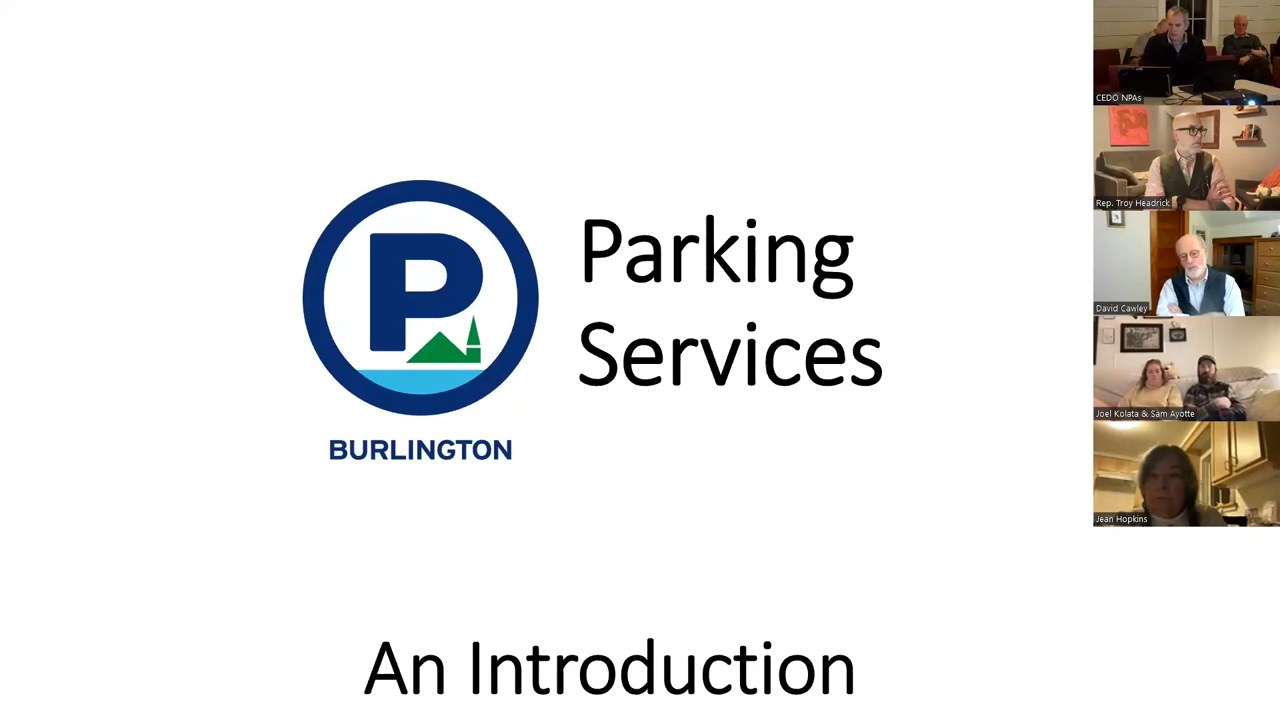 P
Parking
Services
BURLINGTON
An Introduction
CEDO NPAs
Rep. Troy Headrick
David Cawley
Joel Kolata & Sam Ayotte
Jean Hopkins